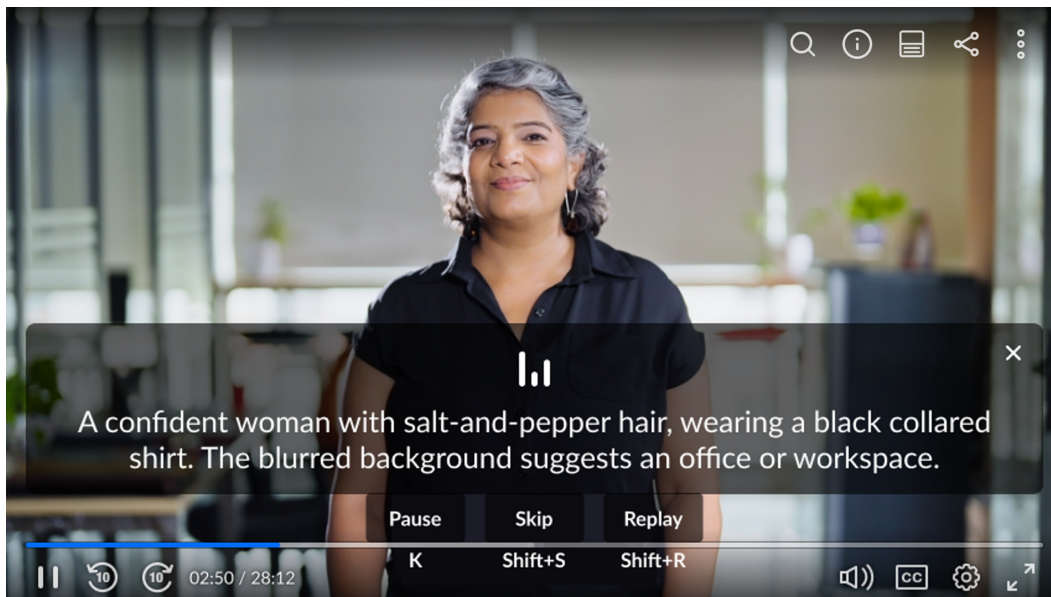 A confident woman with salt-and-pepper hair, wearing a black collared
shirt. The blurred background suggests an office or workspace.
Pause Skip Replay
K Shift+S Shift+R
10 10 02:50 / 28:12 CC